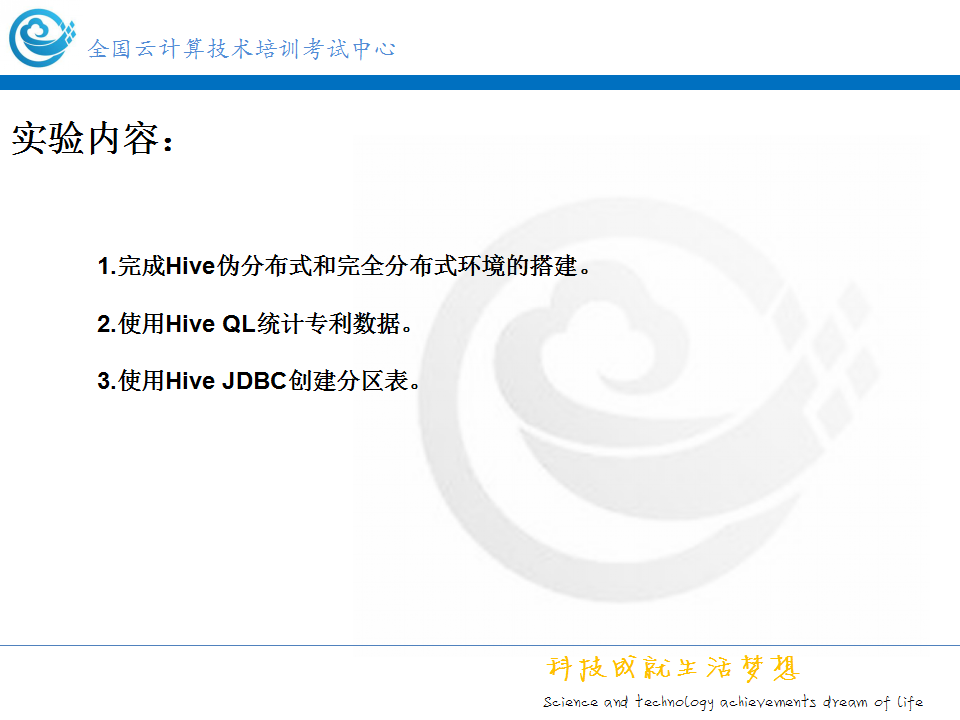 全国云计算技术培训考试中心
实验内容：
1.完成Hive伪分布式和完全分布式环境的搭建。
2.使用Hive QL统计专利数据。
3.使用Hive JDBC创建分区表。
科技成就生活梦想
Science and technology achievements dream of life